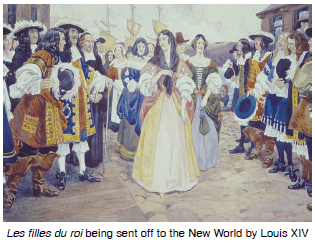 Les filles du roi being sent off to the New World by Louis XIV